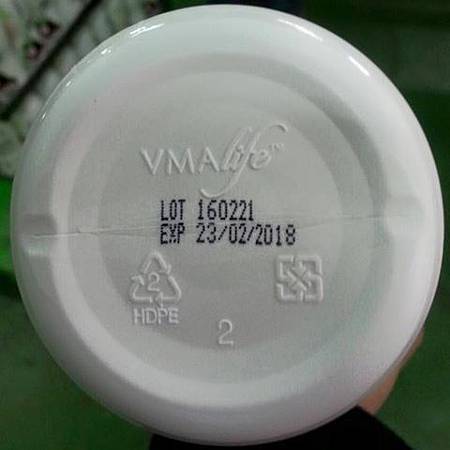 VMAlife™
LOT 160221
EXP 23/02/2018
2
HDPE
2